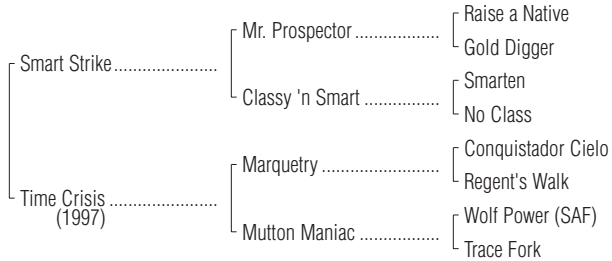 Raise a Native
Mr. Prospector ..................
Gold Digger
Smart Strike ......................
Smarten
Classy 'n Smart ................
No Class
Conquistador Cielo
Marquetry .........................
Regent's Walk
Time Crisis .......................
(1997)
Wolf Power (SAF)
Mutton Maniac .................
Trace Fork